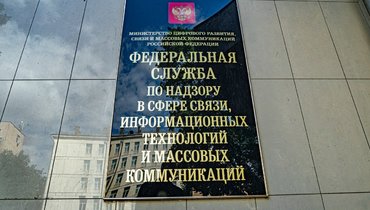 МИНИСТЕРСТВО ЦИФРОВОГО РАЗВИТИЯ,
СВЯЗИ И МАССОВЫХ КОММУНИКАЦИЙ
РОССИЙСКОЙ ФЕДЕРАЦИИ
ФЕДЕРАЛЬНАЯ
СЛУЖБА
ПО НАДЗОРУ
В СФЕРЕ СВЯЗИ,
ИНФОРМАЦИОННЫХ
ТЕХНОЛОГИЙ
И МАССОВЫХ
КОММУНИКАЦИЙ